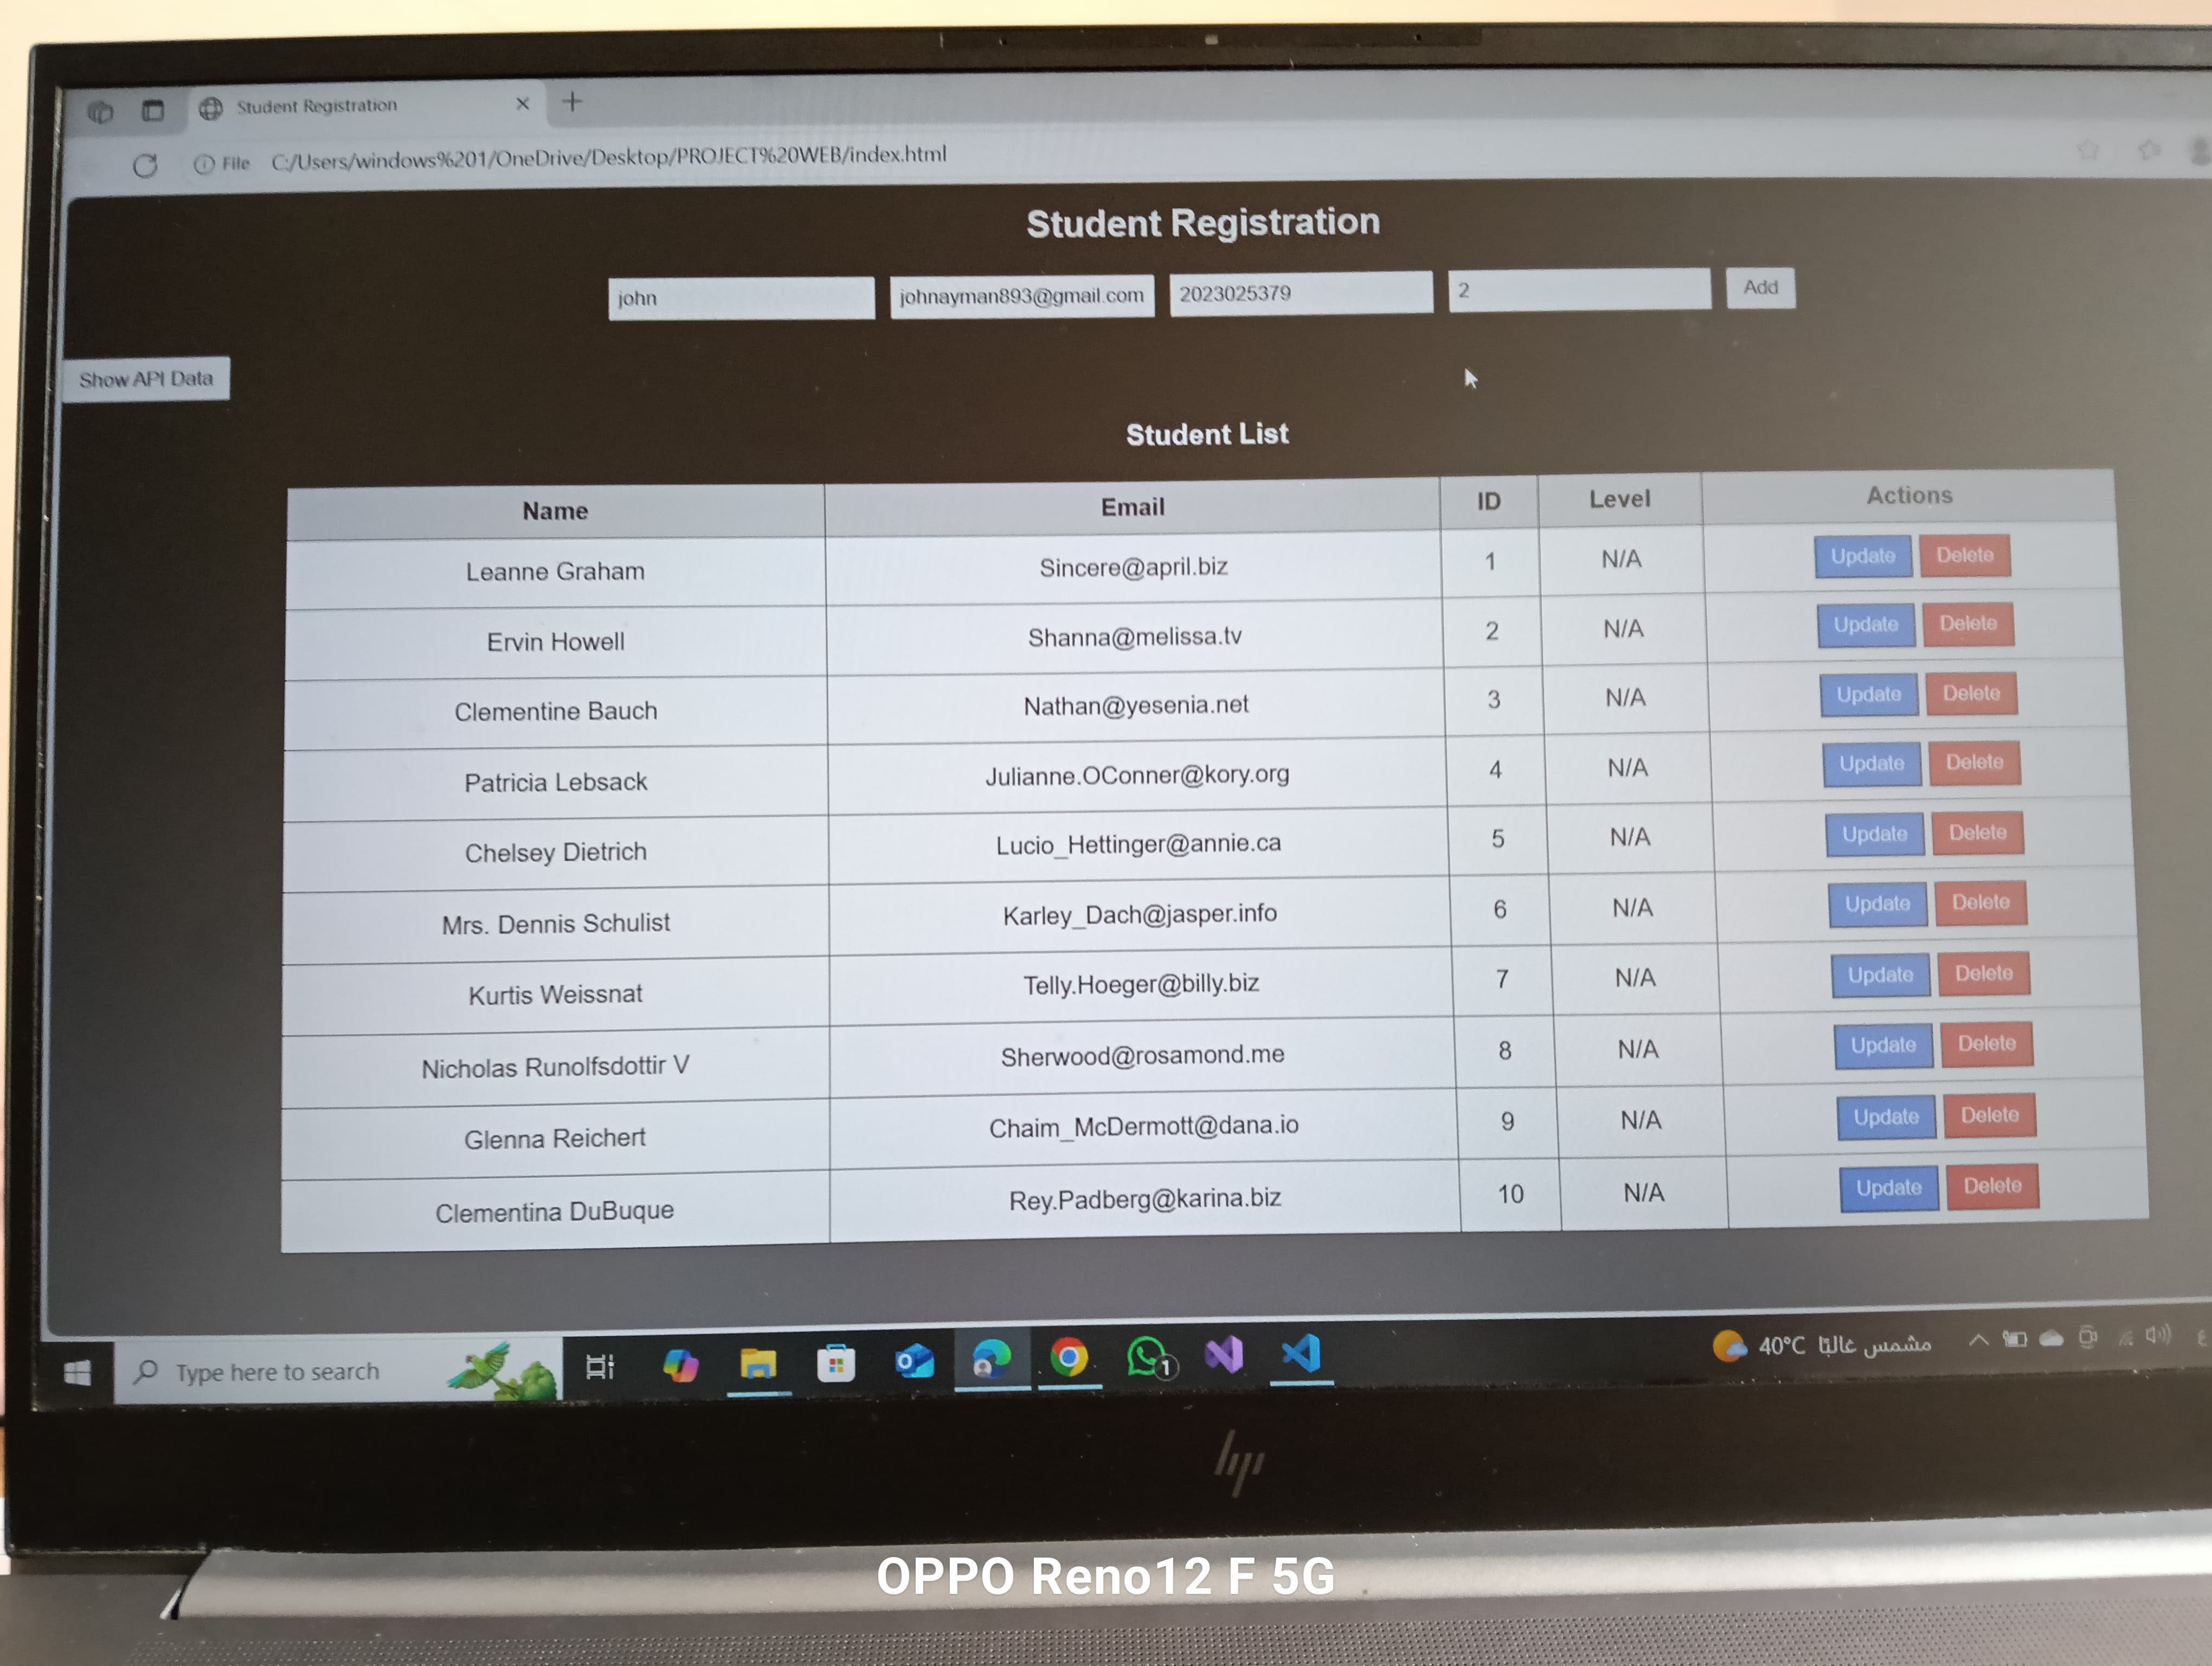 Student Registration
File C:/Users/windows%201/OneDrive/Desktop/PROJECT%20WEB/index.html
Student Registration
john johnayman893@gmail.com 2023025379 2 Add
Show API Data
Student List
Name Email ID Level Actions
Leanne Graham Sincere@april.biz 1 N/A Update Delete
Ervin Howell Shanna@melissa.tv 2 N/A Update Delete
Clementine Bauch Nathan@yesenia.net 3 N/A Update Delete
Patricia Lebsack Julianne.OConner@kory.org 4 N/A Update Delete
Chelsey Dietrich Lucio_Hettinger@annie.ca 5 N/A Update Delete
Mrs. Dennis Schulist Karley_Dach@jasper.info 6 N/A Update Delete
Kurtis Weissnat Telly.Hoeger@billy.biz 7 N/A Update Delete
Nicholas Runolfsdottir V Sherwood@rosamond.me 8 N/A Update Delete
Glenna Reichert Chaim_McDermott@dana.io 9 N/A Update Delete
Clementina DuBuque Rey.Padberg@karina.biz 10 N/A Update Delete
Type here to search 1 40°C مشمس غالبًا ع
hp
OPPO Reno12 F 5G